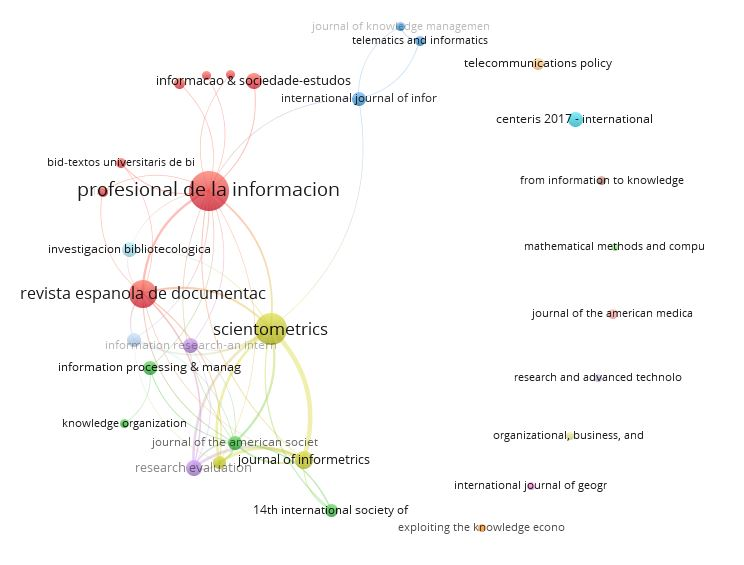 journal of knowledge managemen
telematics and informatics
telecommunications policy
informacao & sociedade-estudos
international journal of infor
centeris 2017 - international
bid-textos universitaris de bi
from information to knowledge
profesional de la informacion
investigacion bibliotecologica
mathematical methods and compu
revista espanola de documentac
journal of the american medica
scientometrics
information research-an intern
information processing & manag
research and advanced technolo
knowledge organization
organizational, business, and
journal of the american societ
journal of informetrics
research evaluation
international journal of geogr
14th international society of
exploiting the knowledge econo